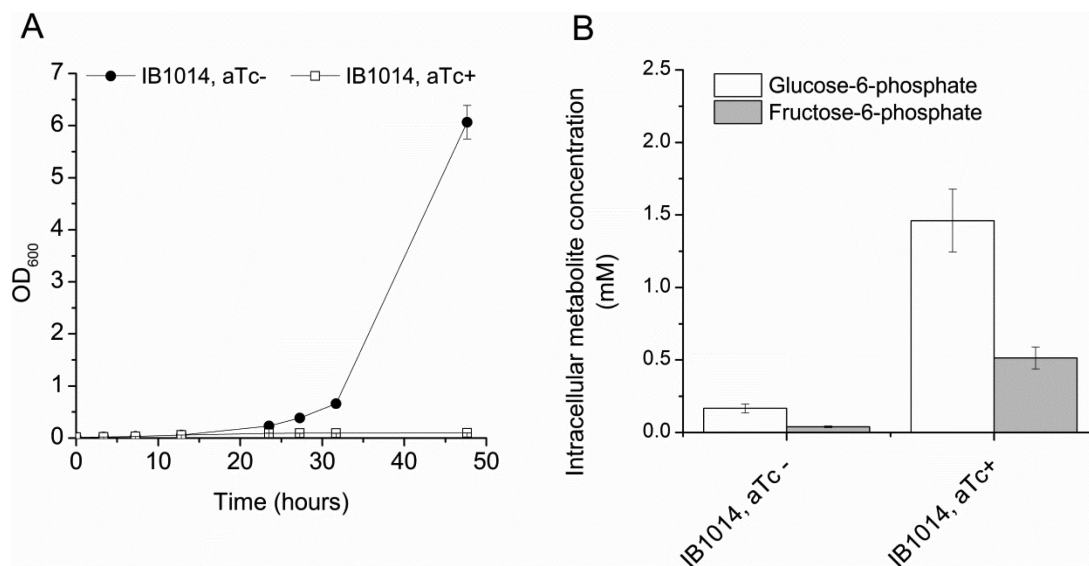 A
IB1014, aTc-
IB1014, aTc+
7
6
5
4
3
2
1
0
OD600
0 10 20 30 40 50
Time (hours)
B
Glucose-6-phosphate
Fructose-6-phosphate
2.5
2.0
1.5
1.0
0.5
0.0
Intracellular metabolite concentration
(mM)
IB1014, aTc -
IB1014, aTc+